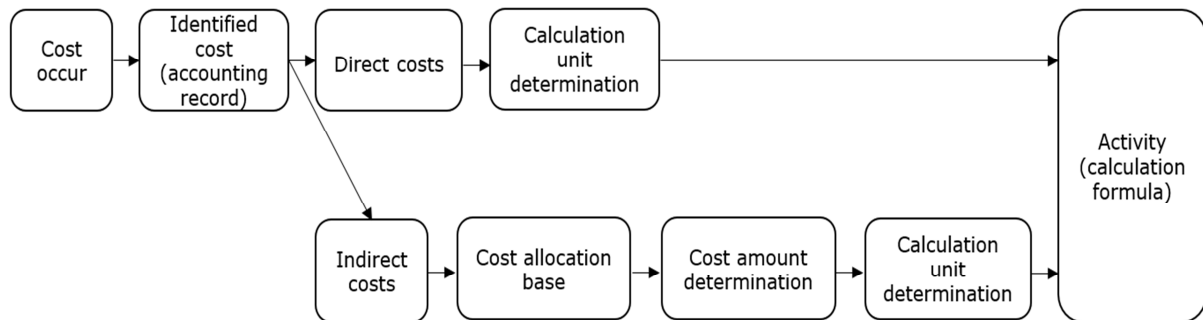 Cost
occur
Identified
cost
(accounting
record)
Direct costs
Calculation
unit
determination
Activity
(calculation
formula)
Indirect
costs
Cost allocation
base
Cost amount
determination
Calculation
unit
determination